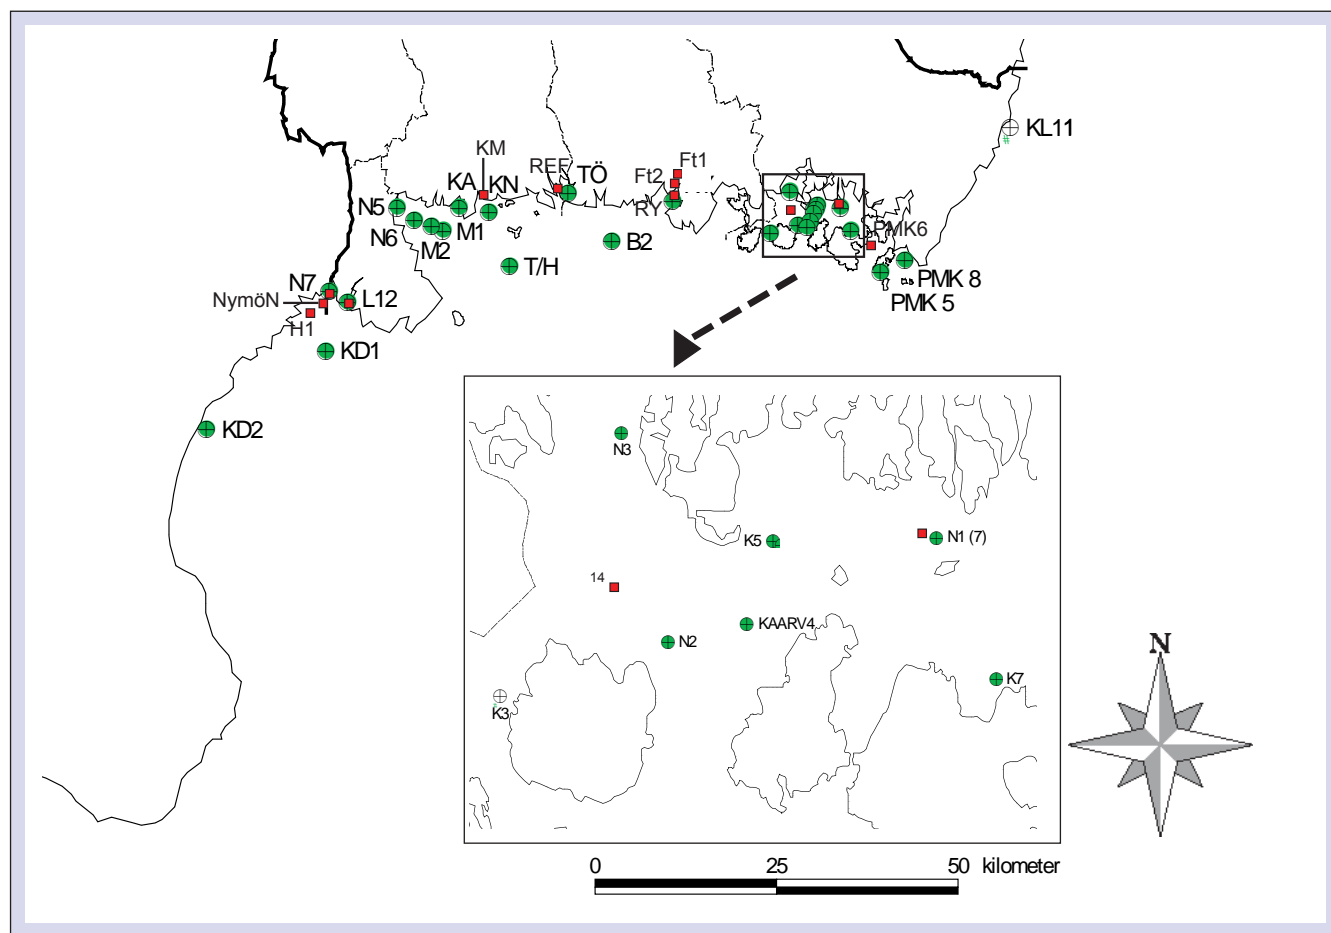 KL11
KM
Ft1
REF
TÖ
Ft2
KA
KN
N5
RY
M1
PMK6
N6
M2
B2
T/H
PMK 8
N7
PMK 5
NymöN
L12
H1
KD1
KD2
N3
K5
N1 (7)
14
KAARV4
N2
K7
K3
N
0 25 50 kilometer